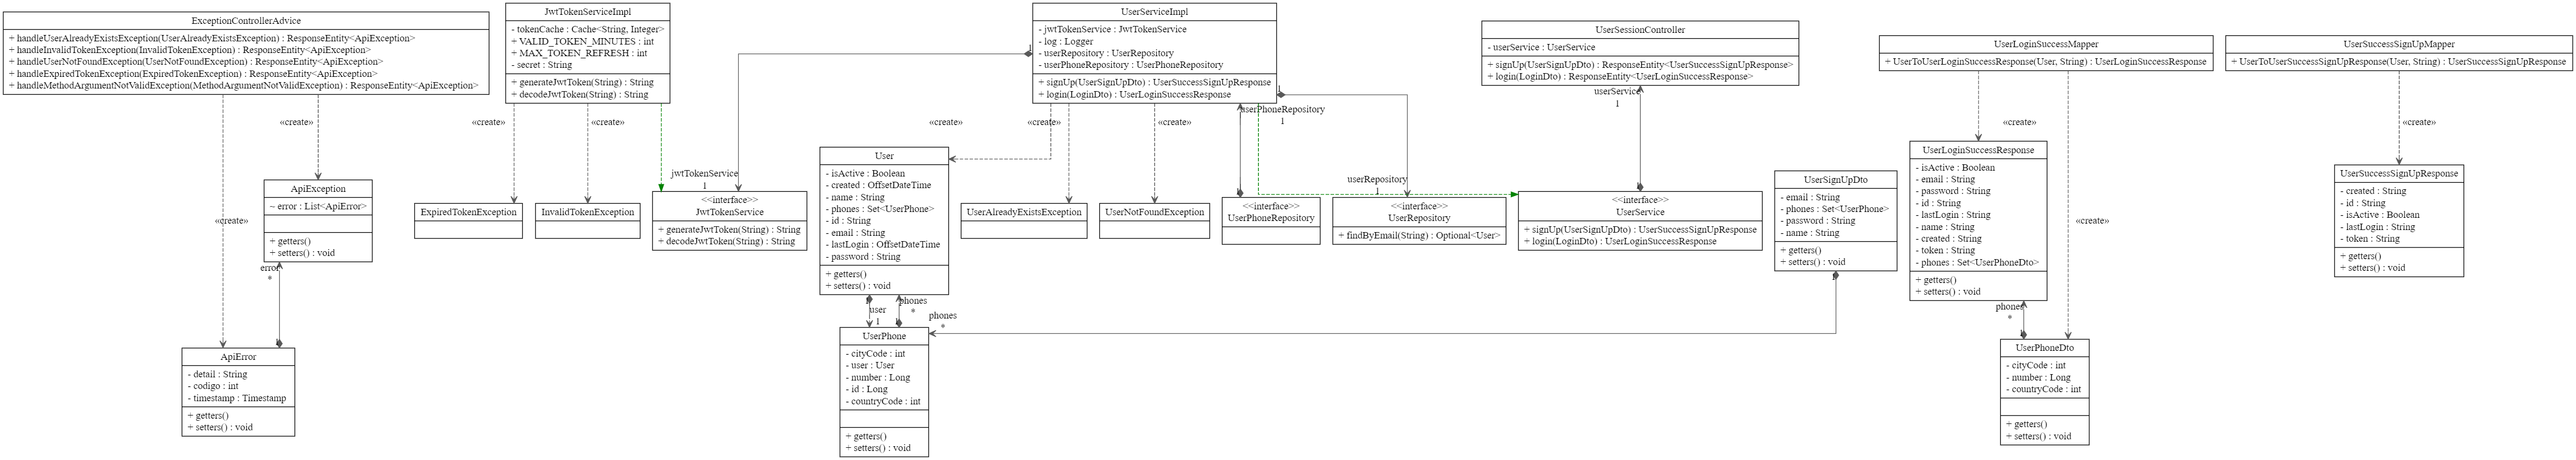 ExceptionControllerAdvice
+ handleUserAlreadyExistsException(UserAlreadyExistsException) : ResponseEntity<ApiException>
+ handleInvalidTokenException(InvalidTokenException) : ResponseEntity<ApiException>
+ handleUserNotFoundException(UserNotFoundException) : ResponseEntity<ApiException>
+ handleExpiredTokenException(ExpiredTokenException) : ResponseEntity<ApiException>
+ handleMethodArgumentNotValidException(MethodArgumentNotValidException) : ResponseEntity<ApiException>
JwtTokenServiceImpl
- tokenCache : Cache<String, Integer>
+ VALID_TOKEN_MINUTES : int
+ MAX_TOKEN_REFRESH : int
- secret : String
+ generateJwtToken(String) : String
+ decodeJwtToken(String) : String
UserServiceImpl
- jwtTokenService : JwtTokenService
- log : Logger
- userRepository : UserRepository
- userPhoneRepository : UserPhoneRepository
+ signUp(UserSignUpDto) : UserSuccessSignUpResponse
+ login(LoginDto) : UserLoginSuccessResponse
UserSessionController
- userService : UserService
+ signUp(UserSignUpDto) : ResponseEntity<UserSuccessSignUpResponse>
+ login(LoginDto) : ResponseEntity<UserLoginSuccessResponse>
UserLoginSuccessMapper
+ UserToUserLoginSuccessResponse(User, String) : UserLoginSuccessResponse
UserSuccessSignUpMapper
+ UserToUserSuccessSignUpResponse(User, String) : UserSuccessSignUpResponse
«create»
«create»
«create»
«create»
«create»
«create»
userPhoneRepository
1
userService
1
«create»
«create»
ApiException
~ error : List<ApiError>
+ getters()
+ setters() : void
«create»
error
*
ApiError
- detail : String
- codigo : int
- timestamp : Timestamp
+ getters()
+ setters() : void
ExpiredTokenException
InvalidTokenException
jwtTokenService
1
<<interface>>
JwtTokenService
+ generateJwtToken(String) : String
+ decodeJwtToken(String) : String
User
- isActive : Boolean
- created : OffsetDateTime
- name : String
- phones : Set<UserPhone>
- id : String
- email : String
- lastLogin : OffsetDateTime
- password : String
+ getters()
+ setters() : void
user
1
phones
*
phones
*
UserPhone
- cityCode : int
- user : User
- number : Long
- id : Long
- countryCode : int
+ getters()
+ setters() : void
UserAlreadyExistsException
UserNotFoundException
<<interface>>
UserPhoneRepository
userRepository
1
<<interface>>
UserRepository
+ findByEmail(String) : Optional<User>
<<interface>>
UserService
+ signUp(UserSignUpDto) : UserSuccessSignUpResponse
+ login(LoginDto) : UserLoginSuccessResponse
UserSignUpDto
- email : String
- phones : Set<UserPhone>
- password : String
- name : String
+ getters()
+ setters() : void
UserLoginSuccessResponse
- isActive : Boolean
- email : String
- password : String
- id : String
- lastLogin : String
- name : String
- created : String
- token : String
- phones : Set<UserPhoneDto>
+ getters()
+ setters() : void
«create»
phones
*
UserPhoneDto
- cityCode : int
- number : Long
- countryCode : int
+ getters()
+ setters() : void
UserSuccessSignUpResponse
- created : String
- id : String
- isActive : Boolean
- lastLogin : String
- token : String
+ getters()
+ setters() : void